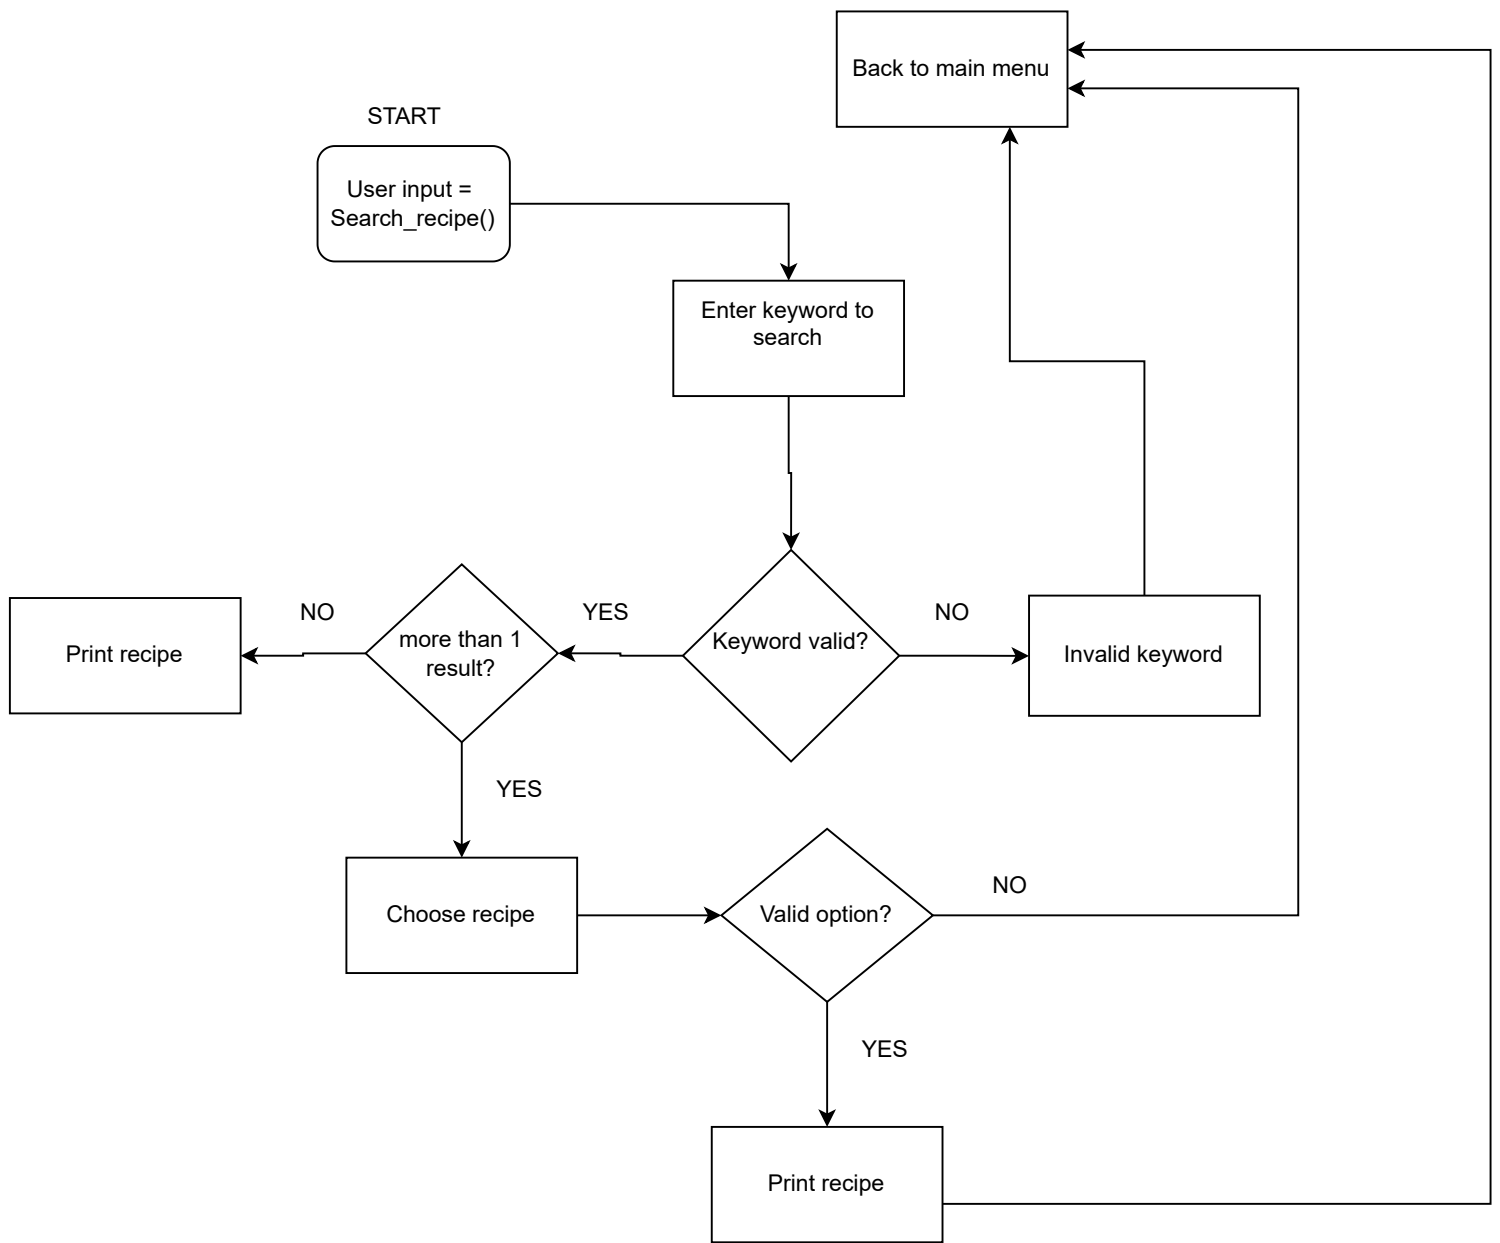 Back to main menu
START
User input =
Search_recipe()
Enter keyword to
search
NO
YES
NO
Print recipe
more than 1
result?
Keyword valid?
Invalid keyword
YES
NO
Choose recipe
Valid option?
YES
Print recipe